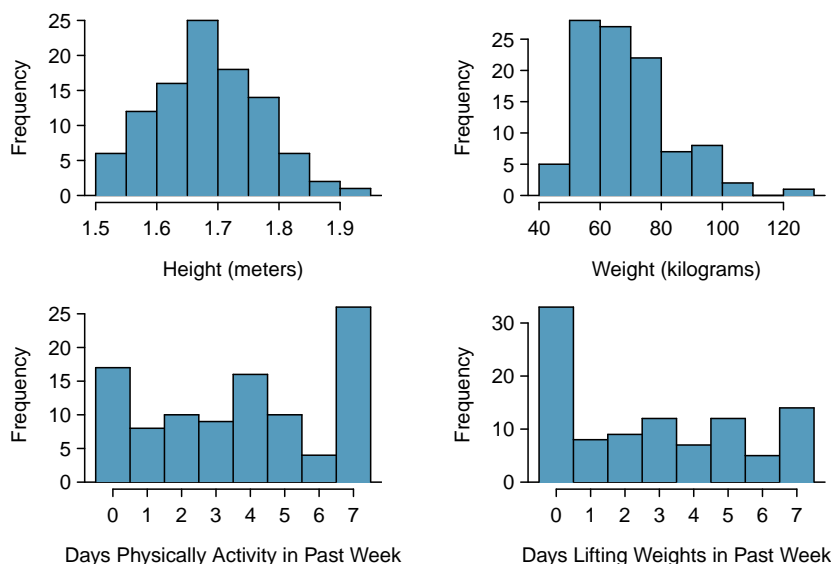 25
20
15
10
5
0
Frequency
1.5 1.6 1.7 1.8 1.9
Height (meters)
25
20
15
10
5
0
Frequency
40 60 80 100 120
Weight (kilograms)
25
20
15
10
5
0
Frequency
0 1 2 3 4 5 6 7
Days Physically Activity in Past Week
30
20
10
0
Frequency
0 1 2 3 4 5 6 7
Days Lifting Weights in Past Week